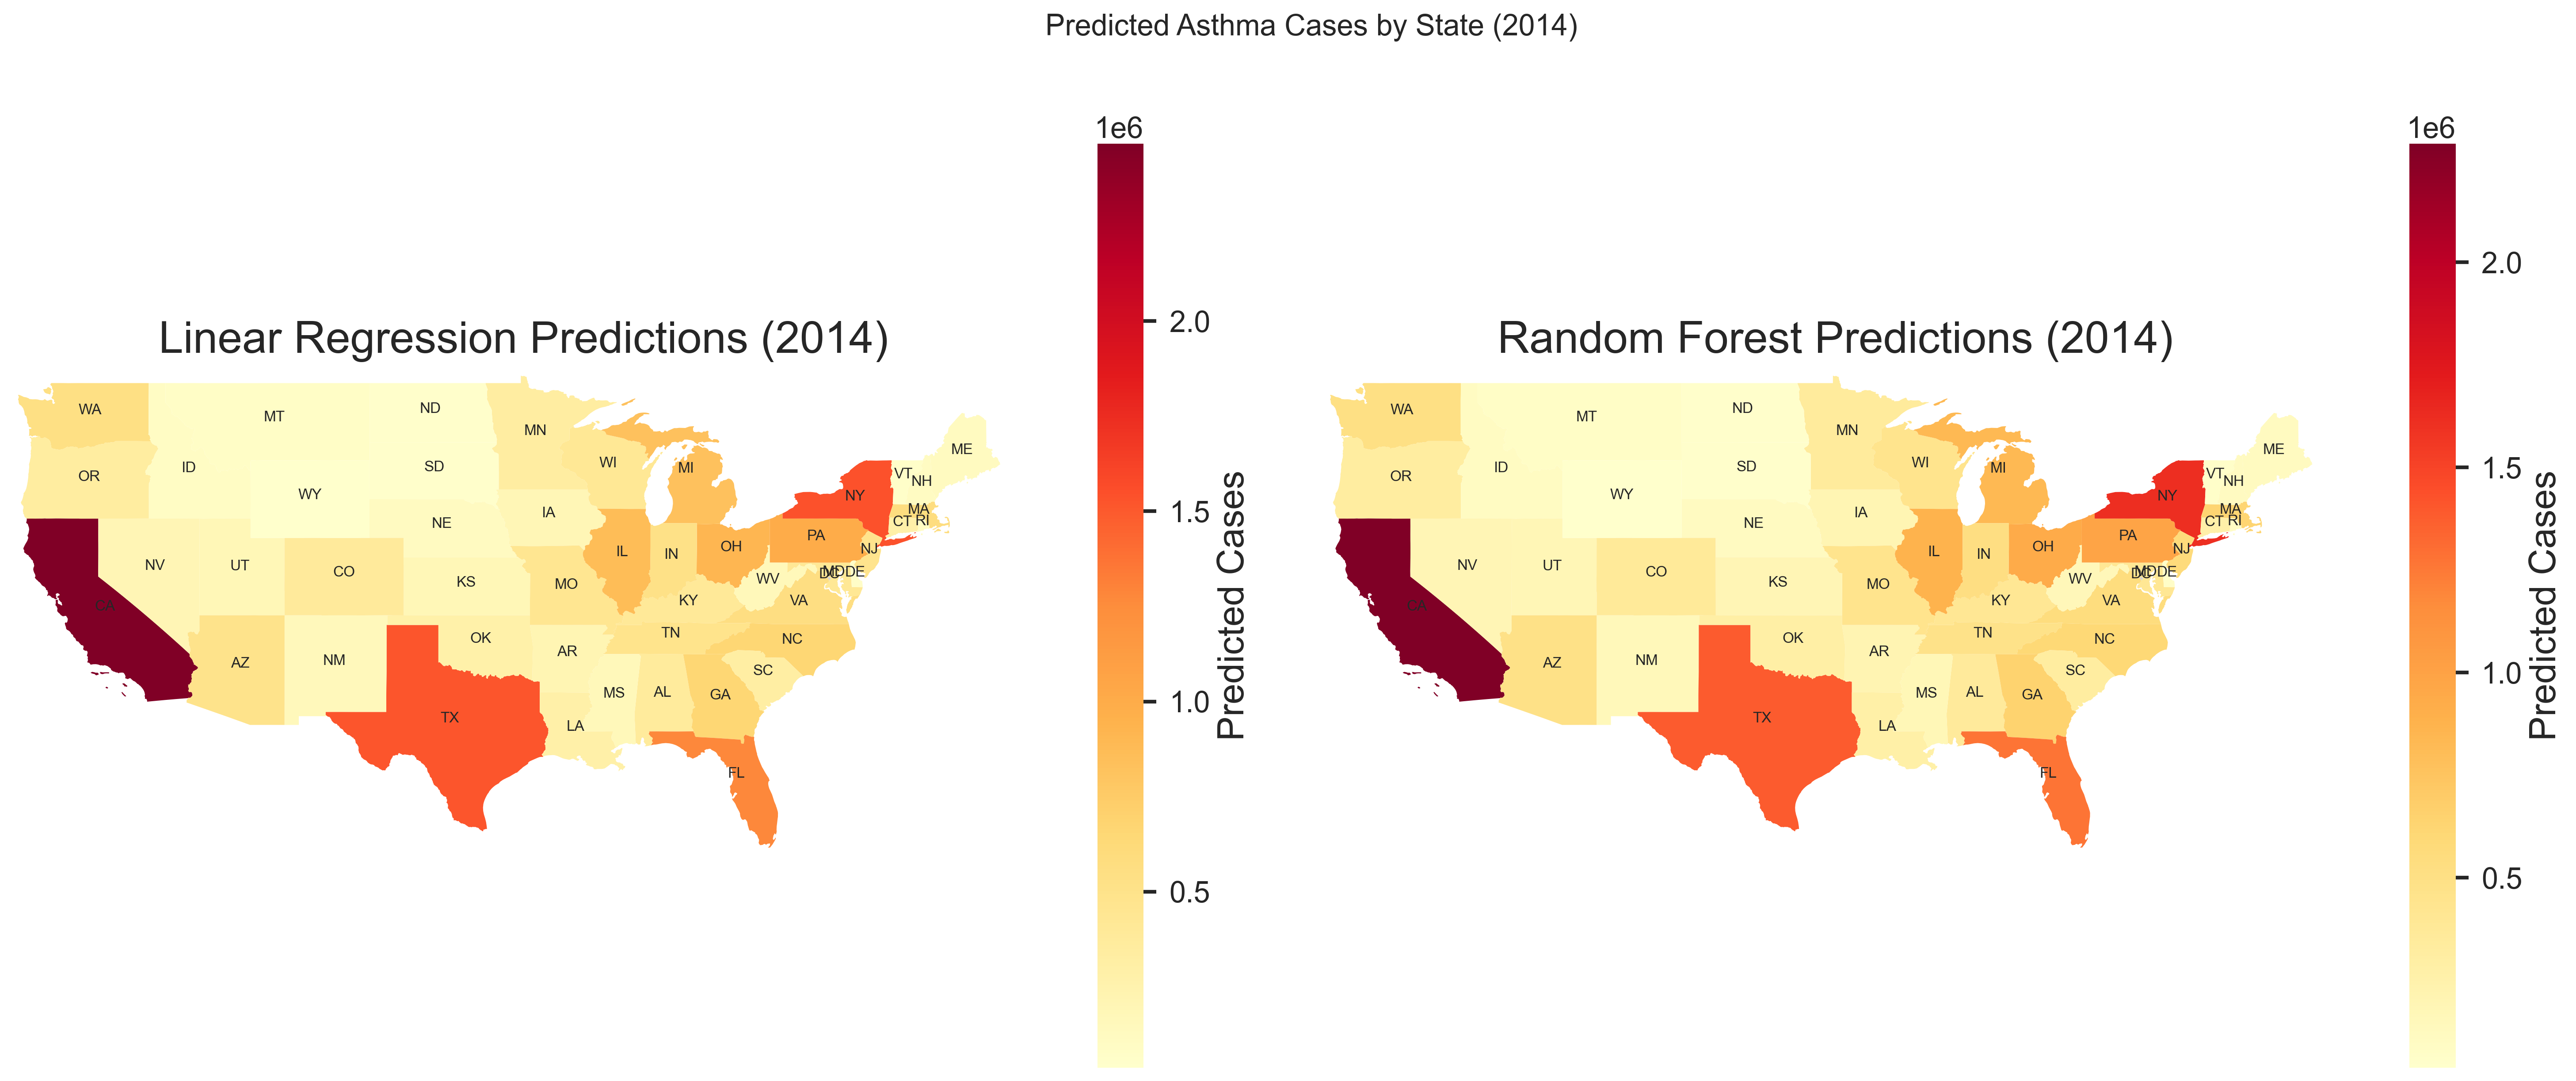 Predicted Asthma Cases by State (2014)
Linear Regression Predictions (2014)
WA
MT
ND
MN
ME
OR
ID
SD
WI
MI
VT
NH
WY
NY
MA
NE
IA
CT
RI
NV
UT
CO
KS
MO
IL
IN
OH
PA
NJ
WV
DC
MD
DE
CA
KY
VA
AZ
NM
OK
AR
TN
NC
SC
MS
AL
GA
TX
LA
FL
1e6
2.0
1.5
1.0
0.5
Predicted Cases
Random Forest Predictions (2014)
WA
MT
ND
MN
ME
OR
ID
SD
WI
MI
VT
NH
WY
NY
MA
NE
IA
CT
RI
NV
UT
CO
KS
MO
IL
IN
OH
PA
NJ
WV
DC
MD
DE
CA
KY
VA
AZ
NM
OK
AR
TN
NC
SC
MS
AL
GA
TX
LA
FL
1e6
2.0
1.5
1.0
0.5
Predicted Cases